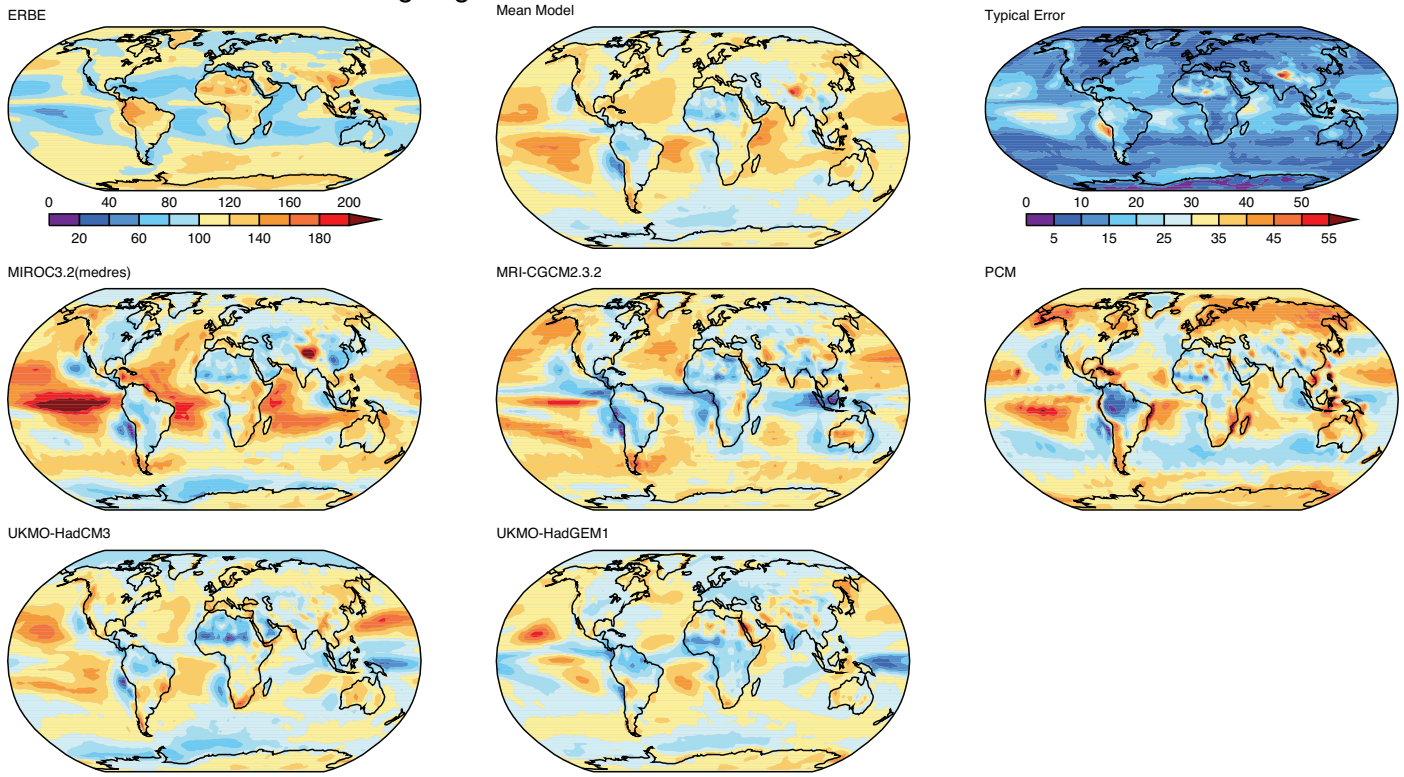 ERBE
Mean Model
Typical Error
0 40 80 120 160 200
20 60 100 140 180
0 10 20 30 40 50
5 15 25 35 45 55
MIROC3.2(medres)
MRI-CGCM2.3.2
PCM
UKMO-HadCM3
UKMO-HadGEM1